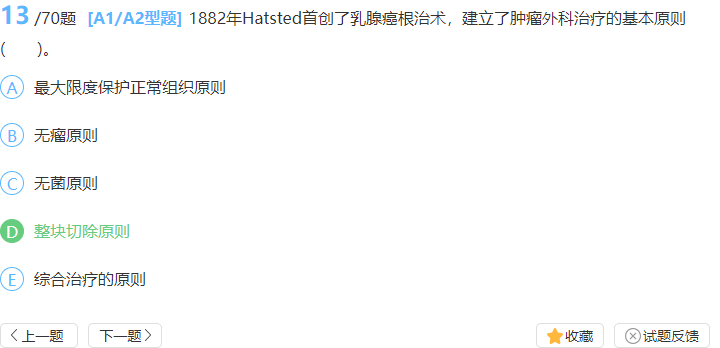 13/70题 [A1/A2型题] 1882年Hatsted首创了乳腺癌根治术，建立了肿瘤外科治疗的基本原则
(  )。
A 最大限度保护正常组织原则
B 无瘤原则
C 无菌原则
D 整块切除原则
E 综合治疗的原则
上一题 下一题 收藏 试题反馈